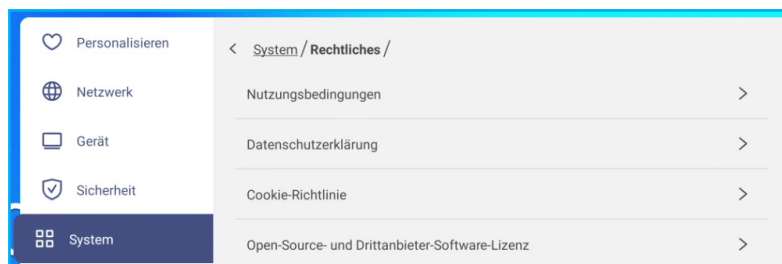 Personalisieren
Netzwerk
Gerät
Sicherheit
System
System / Rechtliches /
Nutzungsbedingungen
Datenschutzerklärung
Cookie-Richtlinie
Open-Source- und Drittanbieter-Software-Lizenz